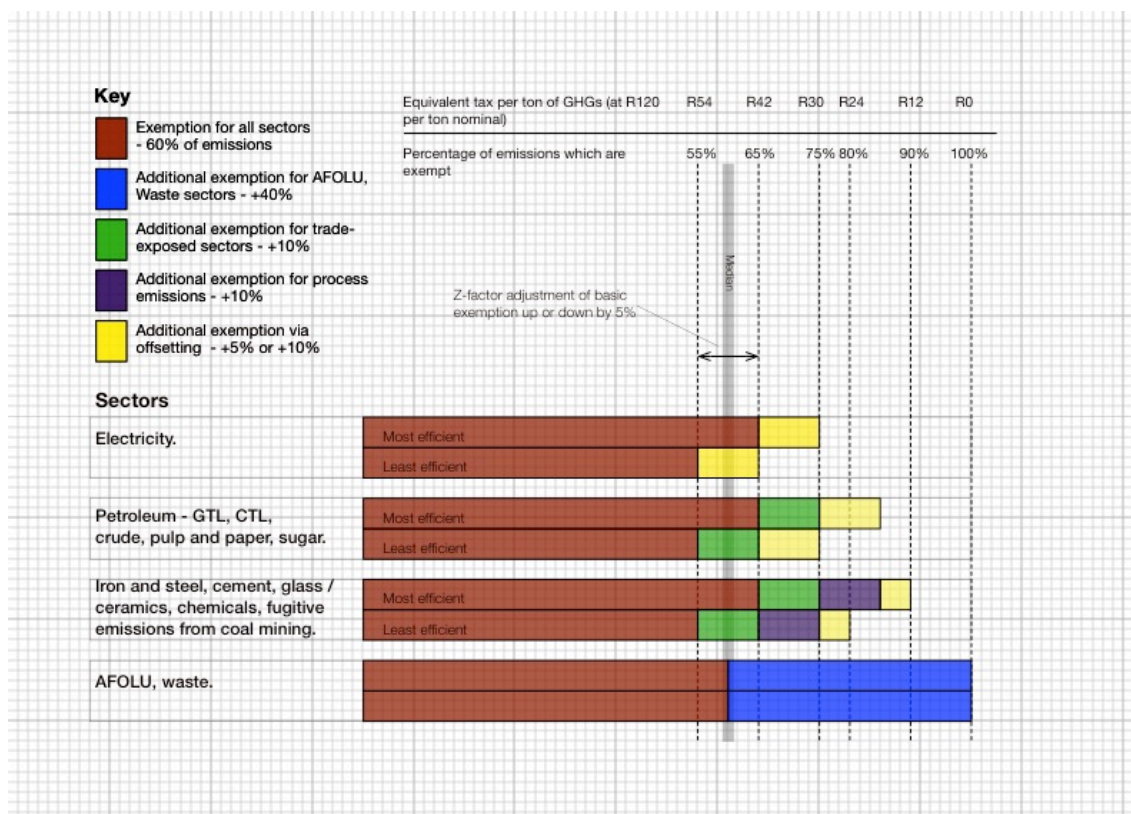 Key
Exemption for all sectors
- 60% of emissions
Additional exemption for AFOLU,
Waste sectors - +40%
Additional exemption for trade-
exposed sectors - +10%
Additional exemption for process
emissions - +10%
Additional exemption via
offsetting - +5% or +10%
Equivalent tax per ton of GHGs (at R120
per ton nominal)
R54 R42 R30 R24 R12 R0
Percentage of emissions which are
exempt
55% 65% 75% 80% 90% 100%
Median
Z-factor adjustment of basic
exemption up or down by 5%
Sectors
Electricity.
Most efficient
Least efficient
Petroleum - GTL, CTL,
crude, pulp and paper, sugar.
Most efficient
Least efficient
Iron and steel, cement, glass /
ceramics, chemicals, fugitive
emissions from coal mining.
Most efficient
Least efficient
AFOLU, waste.